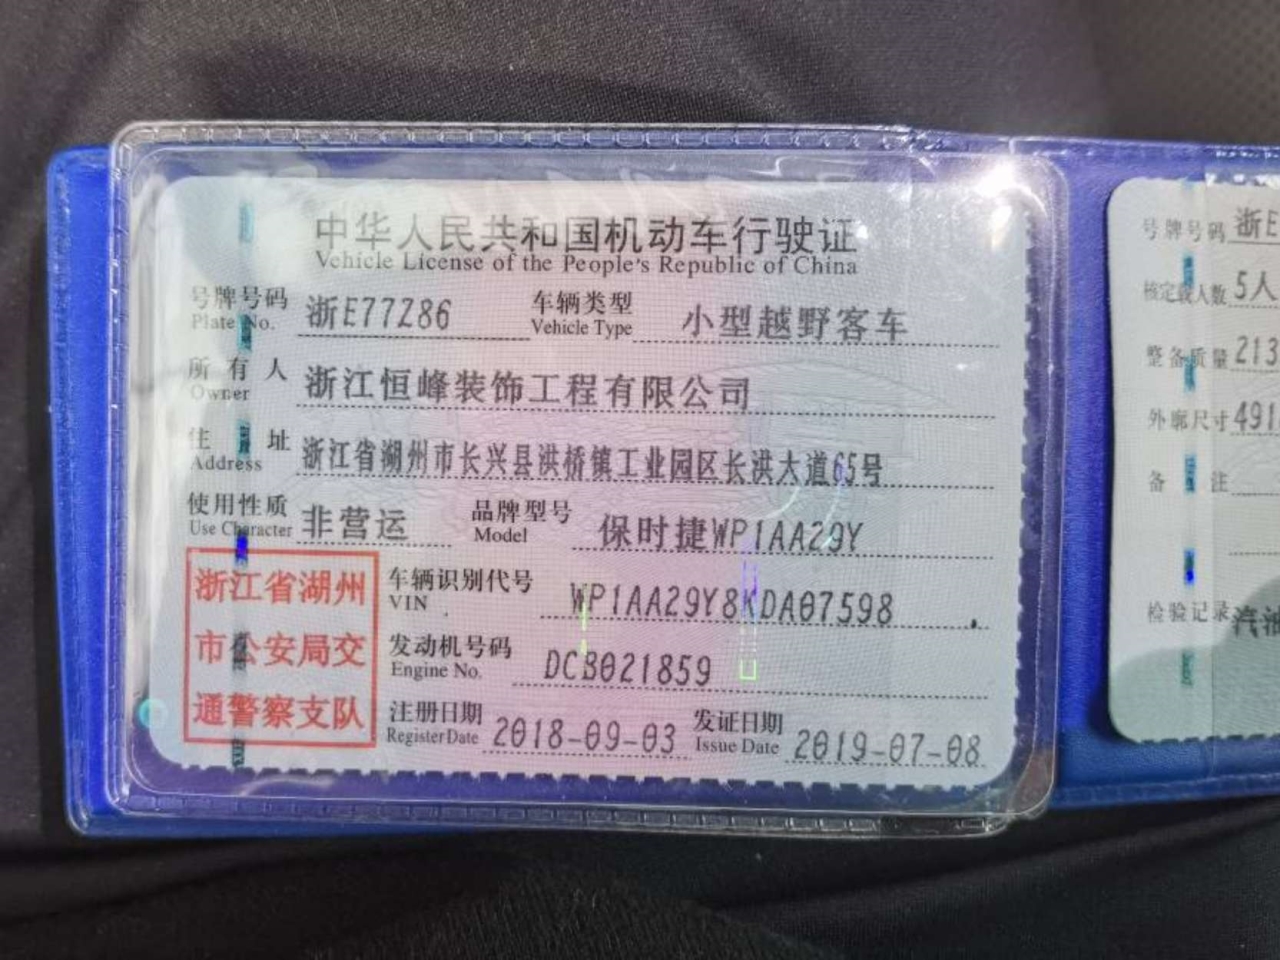 中华人民共和国机动车行驶证
Vehicle License of the People's Republic of China
号牌号码 浙E77Z86 车辆类型 小型越野客车
Plate No. Vehicle Type
所有人 浙江恒峰装饰工程有限公司
Owner
住址 浙江省湖州市长兴县洪桥镇工业园区长洪大道65号
Address
使用性质 非营运 品牌型号 保时捷WP1AA29Y
Use Character Model
车辆识别代号 WP1AA29Y8KDA07598
VIN
发动机号码 DCB021859
Engine No.
注册日期 2018-09-03 发证日期 2019-07-08
Register Date Issue Date
浙江省湖州
市公安局交
通警察支队
号牌号码 浙E
核定载人数 5人
整备质量 213
外廓尺寸 491
备注
检验记录 汽油